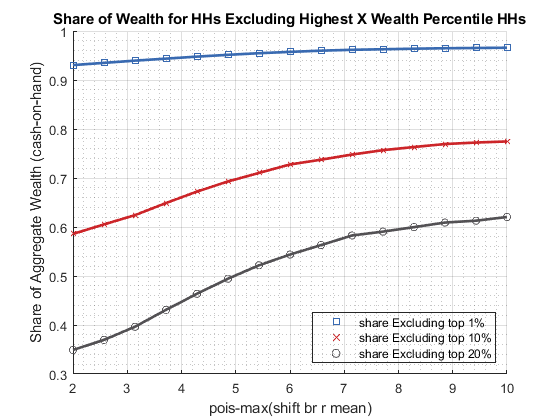 Share of Wealth for HHs Excluding Highest X Wealth Percentile HHs
Share of Aggregate Wealth (cash-on-hand)
1
0.9
0.8
0.7
0.6
0.5
0.4
0.3
2 3 4 5 6 7 8 9 10
pois-max(shift br r mean)
share Excluding top 1%
share Excluding top 10%
share Excluding top 20%